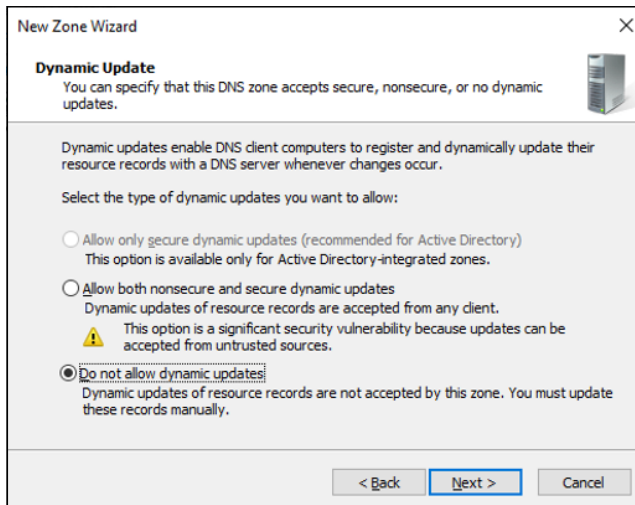 New Zone Wizard
Dynamic Update
You can specify that this DNS zone accepts secure, nonsecure, or no dynamic
updates.
Dynamic updates enable DNS client computers to register and dynamically update their
resource records with a DNS server whenever changes occur.
Select the type of dynamic updates you want to allow:
Allow only secure dynamic updates (recommended for Active Directory)
This option is available only for Active Directory-integrated zones.
Allow both nonsecure and secure dynamic updates
Dynamic updates of resource records are accepted from any client.
This option is a significant security vulnerability because updates can be
accepted from untrusted sources.
Do not allow dynamic updates
Dynamic updates of resource records are not accepted by this zone. You must update
these records manually.
< Back Next > Cancel